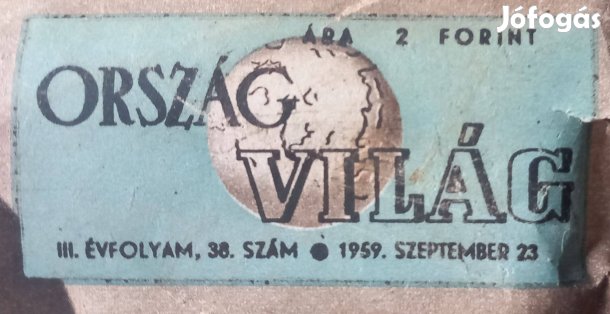 Jófogás
ÁRA 2 FORINT
ORSZÁG
VILÁG
III. ÉVFOLYAM, 38. SZÁM ● 1959. SZEPTEMBER 23